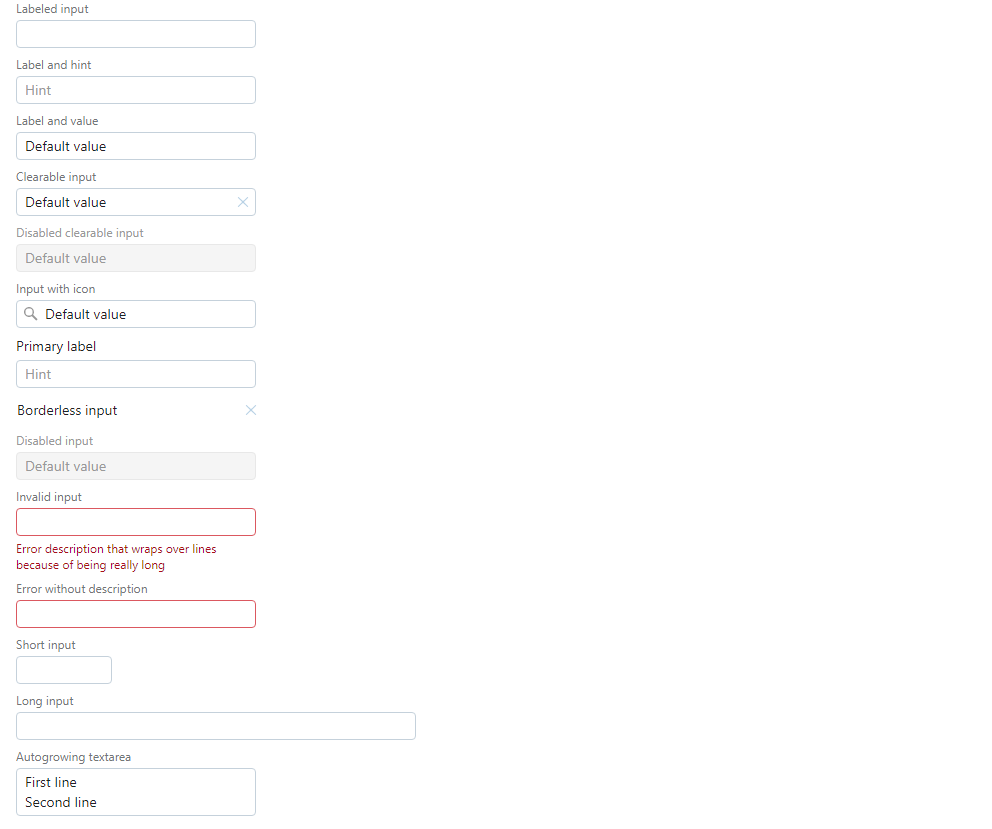 Labeled input
Label and hint
Hint
Label and value
Default value
Clearable input
Default value
Disabled clearable input
Default value
Input with icon
Default value
Primary label
Hint
Borderless input
Disabled input
Default value
Invalid input
Error description that wraps over lines
because of being really long
Error without description
Short input
Long input
Autogrowing textarea
First line
Second line